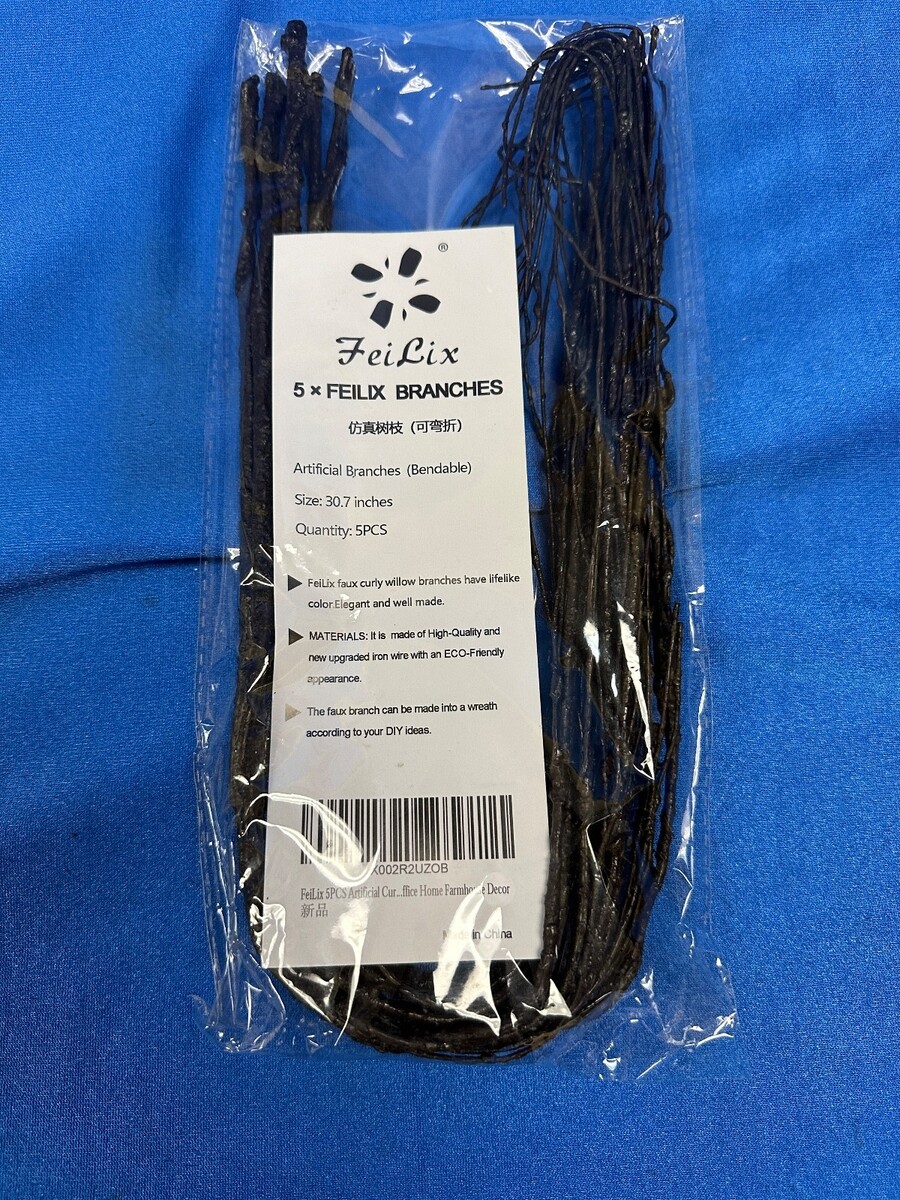 ®
FeiLix
5 × FEILIX BRANCHES
仿真树枝（可弯折）
Artificial Branches (Bendable)
Size: 30.7 inches
Quantity: 5PCS
FeiLix faux curly willow branches have lifelike
color.Elegant and well made.
MATERIALS: It is made of High-Quality and
new upgraded iron wire with an ECO-Friendly
appearance.
The faux branch can be made into a wreath
according to your DIY ideas.
X002R2UZOB
FeiLix 5PCS Artificial Cur...ffice Home Farmhouse Decor
新品
Made in China